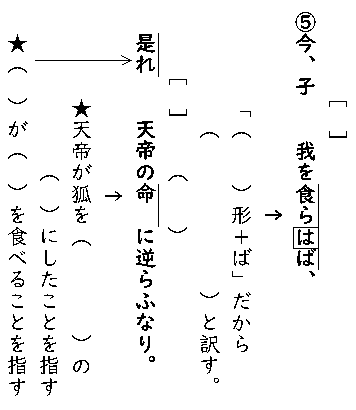 ［　］
⑤今、子　我を食らはば、
「（　　）形＋ば」だから
（　　　　　）と訳す。
［　］　　（　　）
是れ　天帝の命　に逆らふなり。
★天帝が狐を（　　　　）の
（　）にしたことを指す
★（　）が（　）を食べることを指す